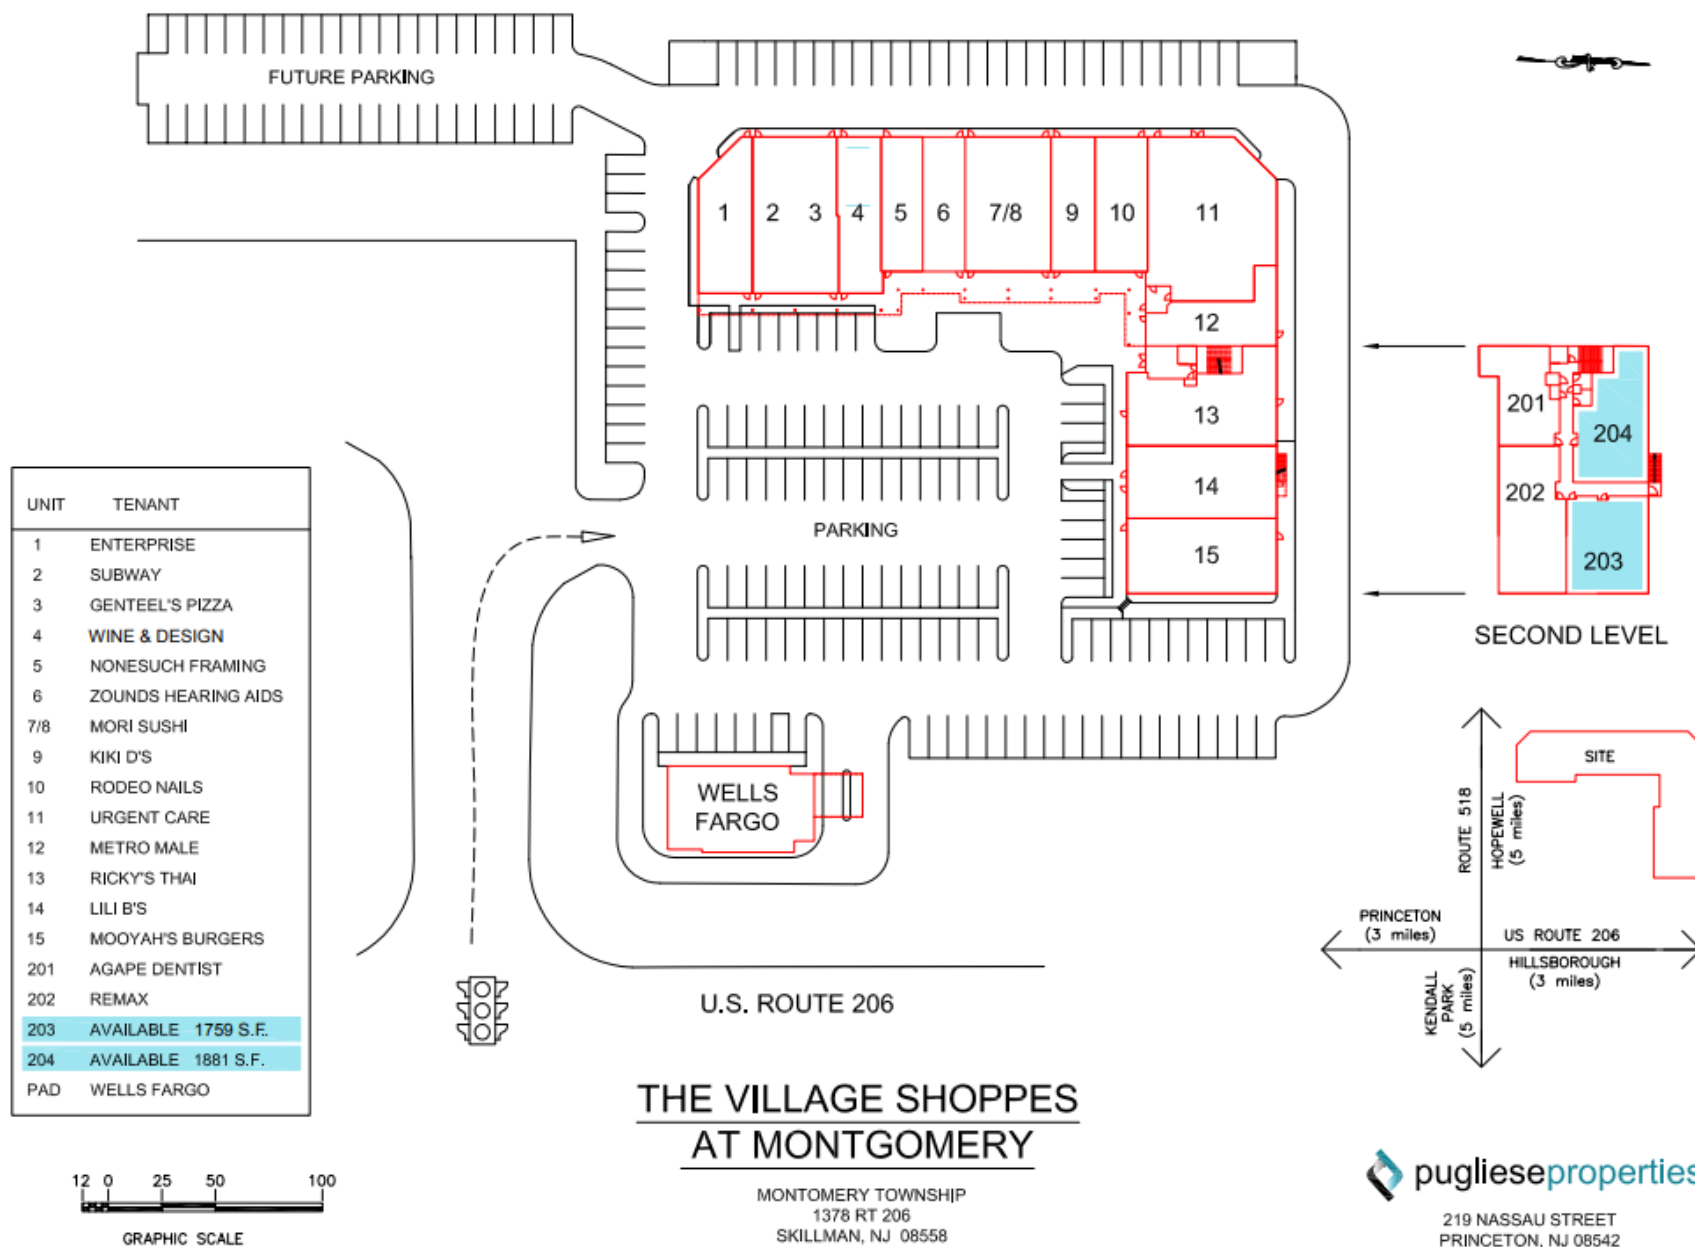 FUTURE PARKING
1 2 3 4 5 6 7/8 9 10 11
12
13
14
15
PARKING
WELLS
FARGO
U.S. ROUTE 206
201
204
202
203
SECOND LEVEL
UNIT TENANT
1 ENTERPRISE
2 SUBWAY
3 GENTEEL'S PIZZA
4 WINE & DESIGN
5 NONESUCH FRAMING
6 ZOUNDS HEARING AIDS
7/8 MORI SUSHI
9 KIKI D'S
10 RODEO NAILS
11 URGENT CARE
12 METRO MALE
13 RICKY'S THAI
14 LILI B'S
15 MOOYAH'S BURGERS
201 AGAPE DENTIST
202 REMAX
203 AVAILABLE 1759 S.F.
204 AVAILABLE 1881 S.F.
PAD WELLS FARGO
SITE
ROUTE 518
HOPEWELL
(5 miles)
PRINCETON
(3 miles)
US ROUTE 206
HILLSBOROUGH
(3 miles)
KENDALL
PARK
(5 miles)
12 0 25 50 100
GRAPHIC SCALE
THE VILLAGE SHOPPES
AT MONTGOMERY
MONTOMERY TOWNSHIP
1378 RT 206
SKILLMAN, NJ 08558
puglieseproperties
219 NASSAU STREET
PRINCETON, NJ 08542